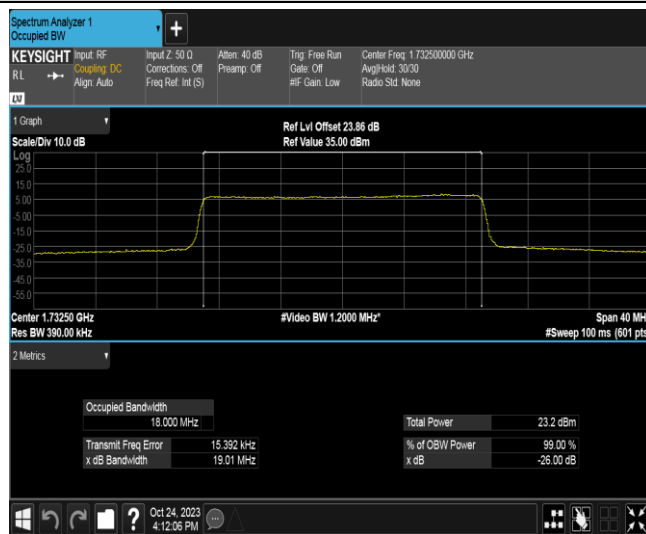 Spectrum Analyzer 1
Occupied BW
+
KEYSIGHT
RL
LXI
Input: RF
Coupling: DC
Align: Auto
Input Z: 50 Ω
Corrections: Off
Freq Ref: Int (S)
Atten: 40 dB
Preamp: Off
Trig: Free Run
Gate: Off
#IF Gain: Low
Center Freq: 1.732500000 GHz
Avg|Hold: 30/30
Radio Std: None
1 Graph
Scale/Div 10.0 dB
Ref Lvl Offset 23.86 dB
Ref Value 35.00 dBm
Log
25.0
15.0
5.00
-5.00
-15.0
-25.0
-35.0
-45.0
-55.0
Center 1.73250 GHz
#Video BW 1.2000 MHz*
Span 40 MH
Res BW 390.00 kHz
#Sweep 100 ms (601 pts
2 Metrics
Occupied Bandwidth
18.000 MHz
Total Power 23.2 dBm
Transmit Freq Error 15.392 kHz
% of OBW Power 99.00 %
x dB Bandwidth 19.01 MHz
x dB -26.00 dB
?
Oct 24, 2023
4:12:06 PM